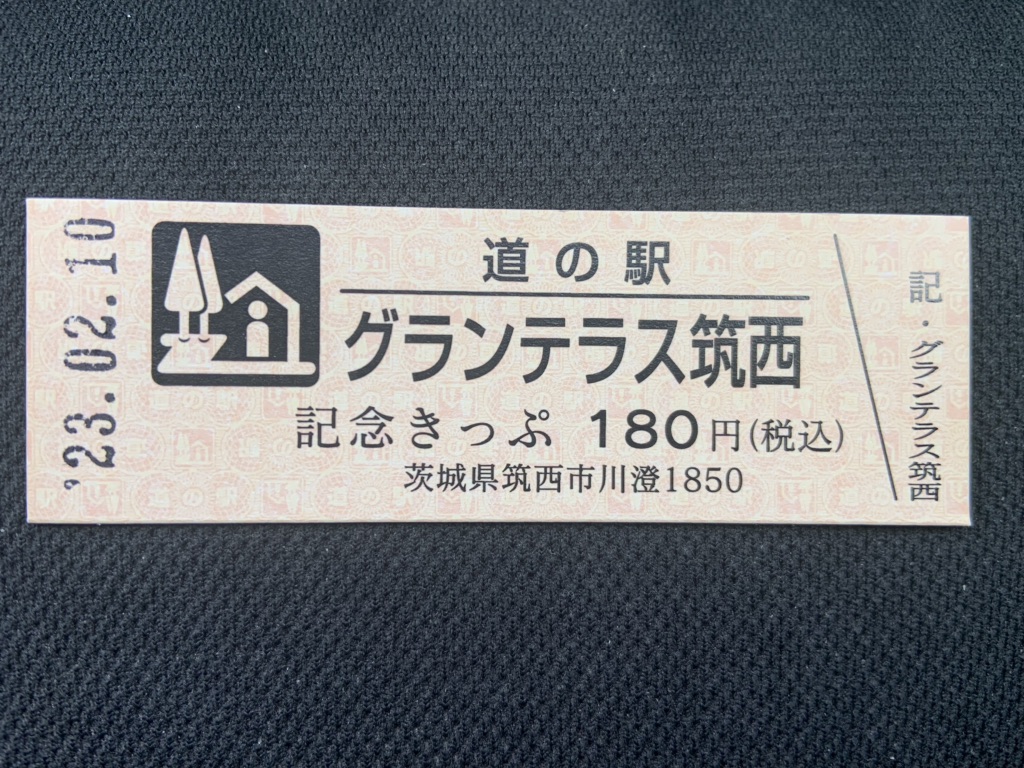 '23.02.10
道の駅
グランテラス筑西
記念きっぷ 180円(税込)
茨城県筑西市川澄1850
記・グランテラス筑西